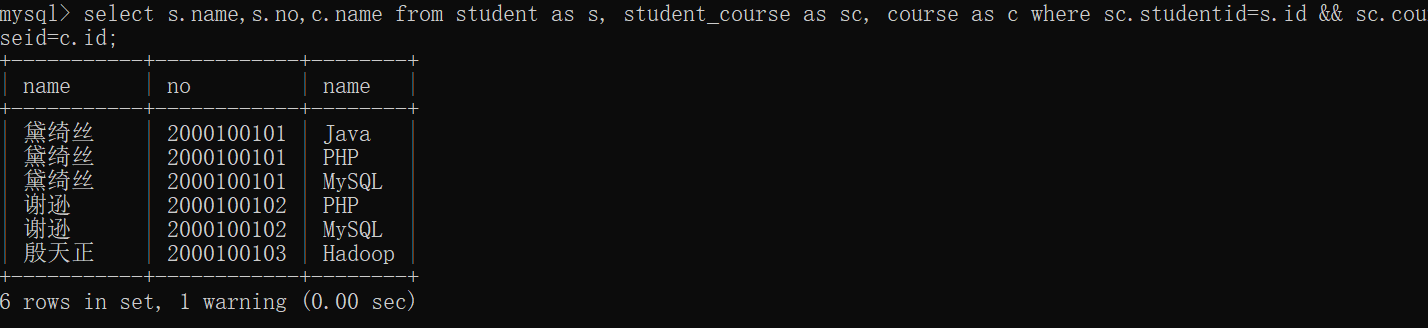 mysql> select s.name,s.no,c.name from student as s, student_course as sc, course as c where sc.studentid=s.id && sc.cou
seid=c.id;
+-----------+------------+--------+
| name      | no         | name   |
+-----------+------------+--------+
| 黛绮丝    | 2000100101 | Java   |
| 黛绮丝    | 2000100101 | PHP    |
| 黛绮丝    | 2000100101 | MySQL  |
| 谢逊      | 2000100102 | PHP    |
| 谢逊      | 2000100102 | MySQL  |
| 殷天正    | 2000100103 | Hadoop |
+-----------+------------+--------+
6 rows in set, 1 warning (0.00 sec)